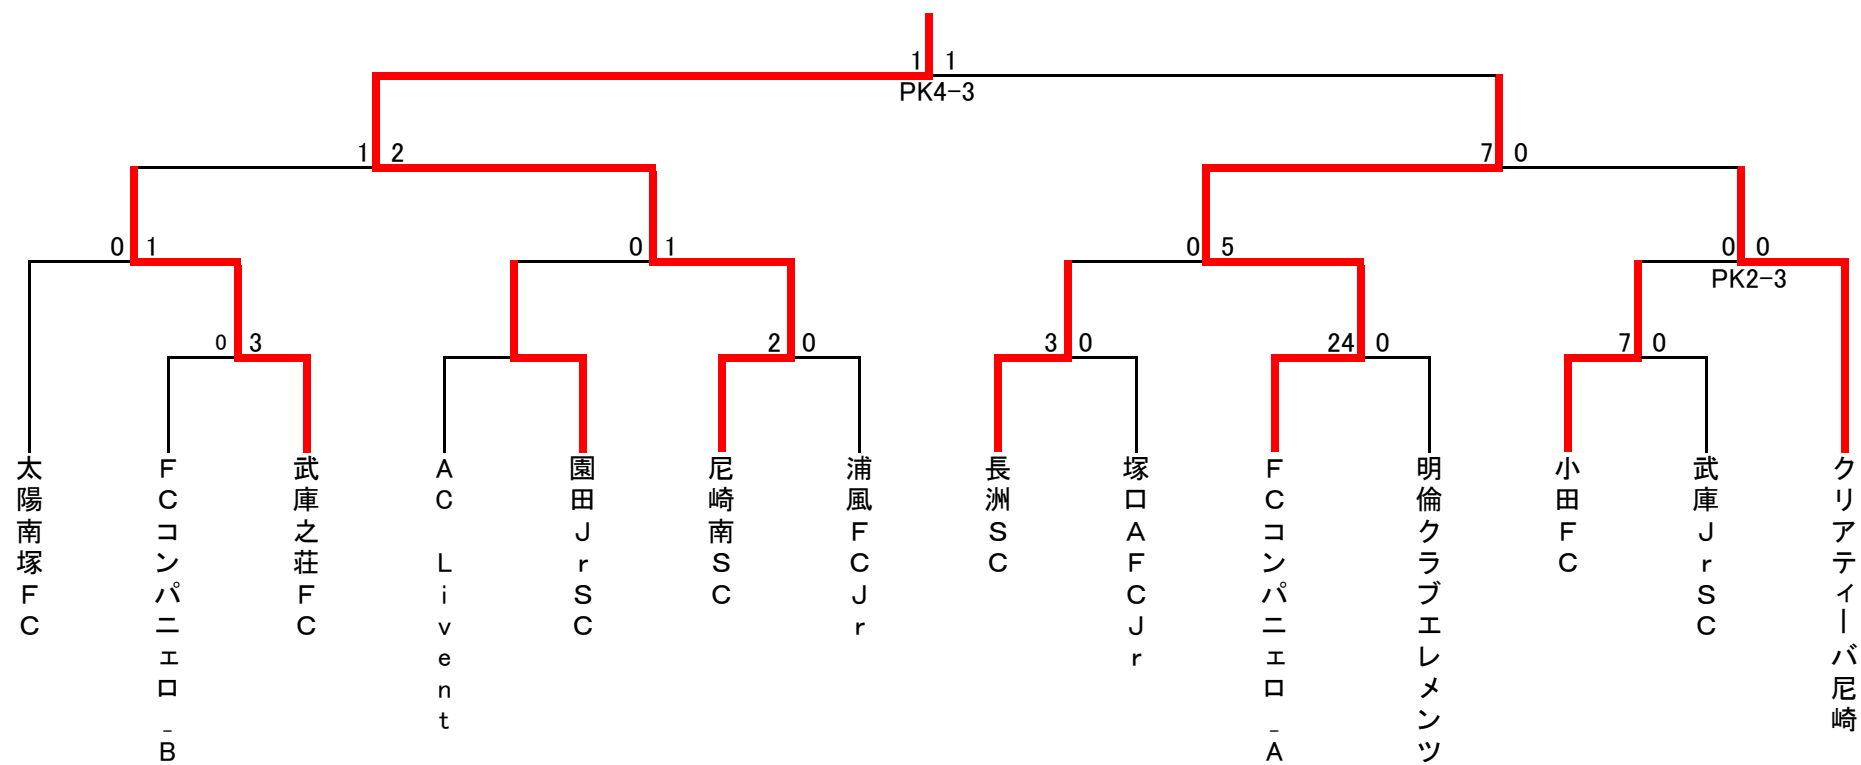 1 1
PK4-3
1 2
7 0
0 1
0 1
0 5
0 0
PK2-3
0 3
2 0
3 0
24 0
7 0
太陽南塚FC
FCコンパニェロ_B
武庫之荘FC
AC Livent
園田JrSC
尼崎南SC
浦風FCJr
長洲SC
塚口AFCJr
FCコンパニェロ_A
明倫クラブエレメンツ
小田FC
武庫JrSC
クリアティーバ尼崎